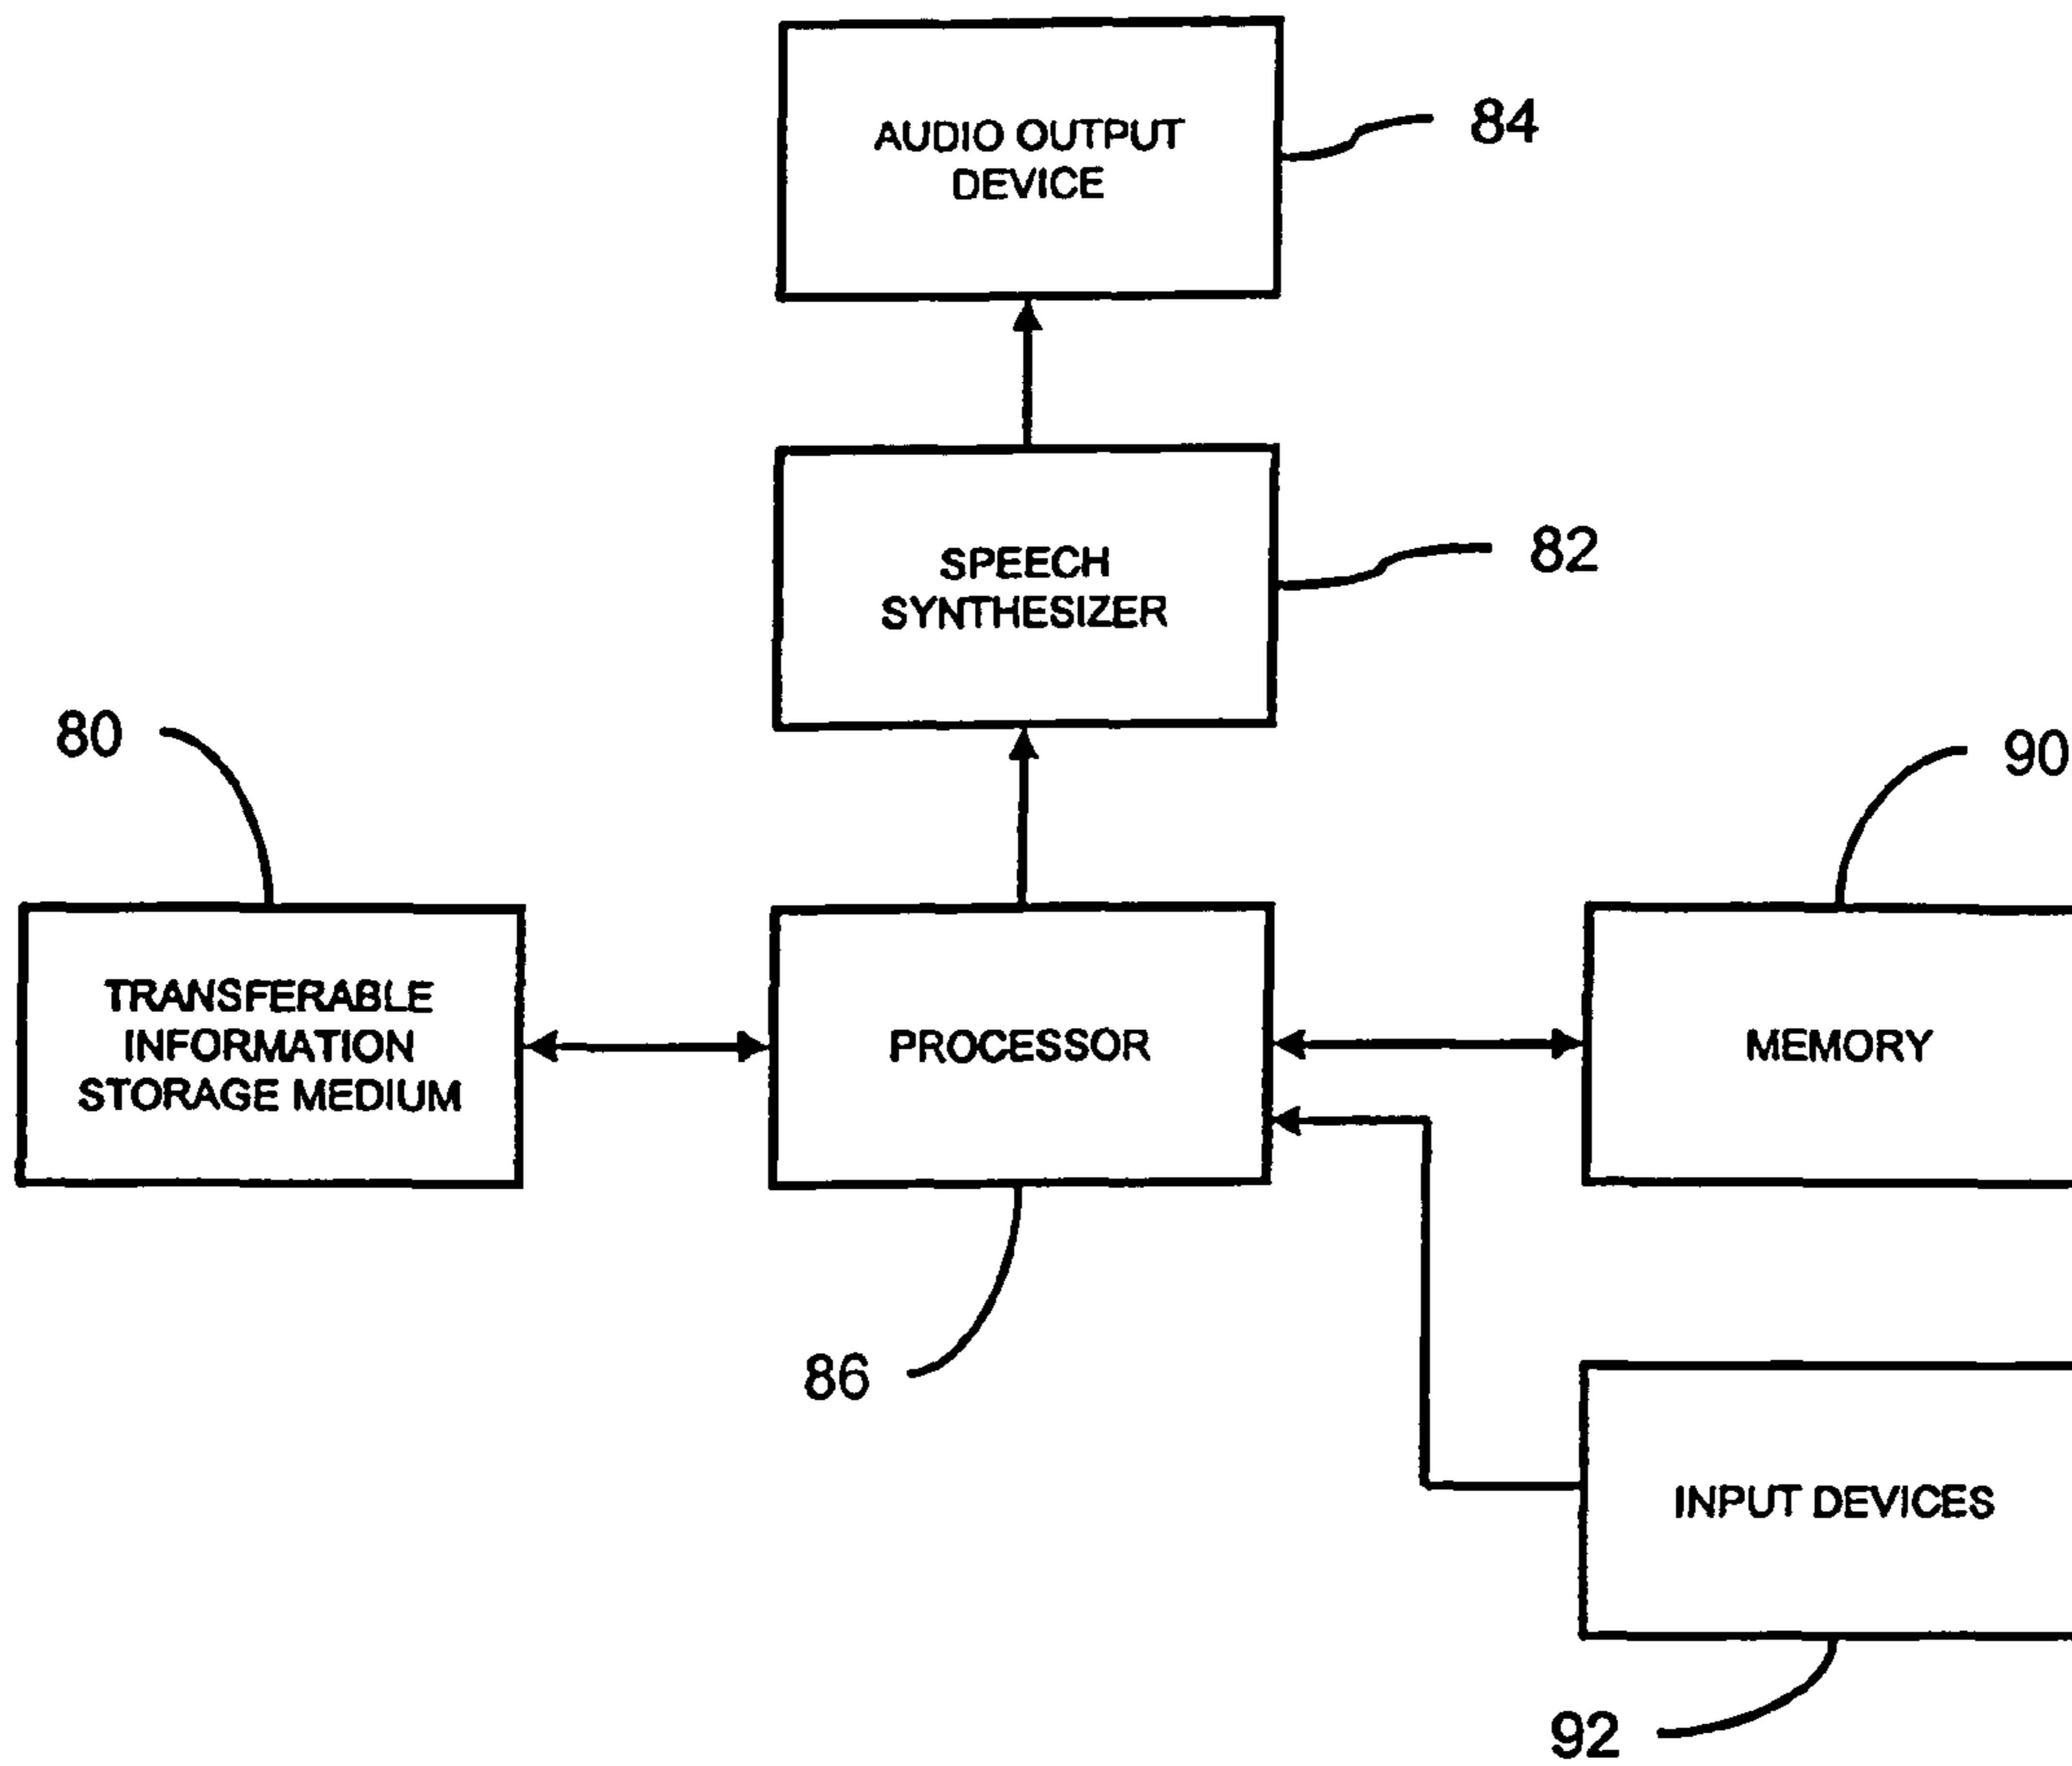 AUDIO OUTPUT
DEVICE
84
SPEECH
SYNTHESIZER
82
80
90
TRANSFERABLE
INFORMATION
STORAGE MEDIUM
PROCESSOR
MEMORY
86
INPUT DEVICES
92